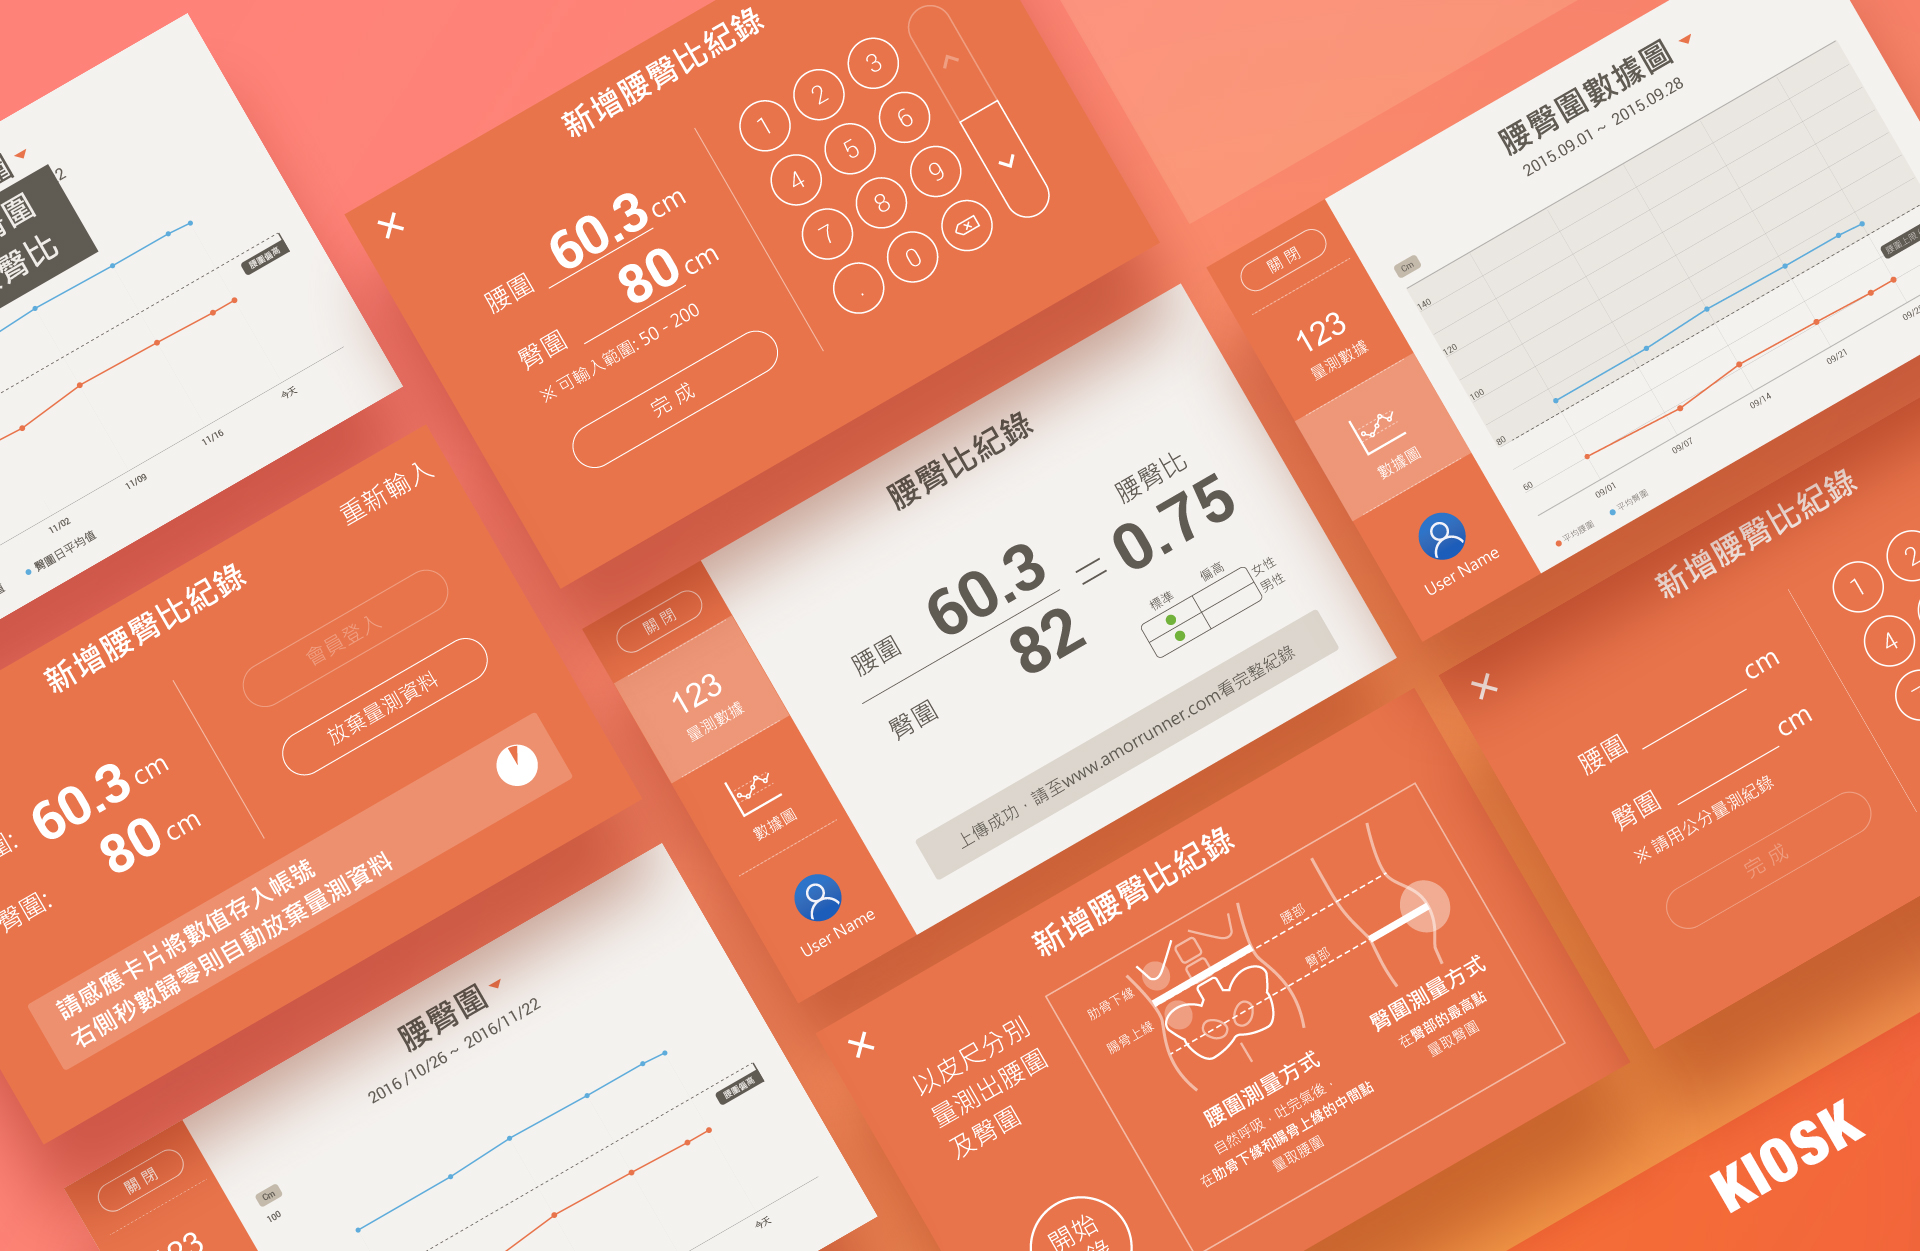 圍
臀圍
臀比
2
腰圍偏高
今天
11/16
11/09
11/02
臀圍日平均值
值
新增腰臀比紀錄
腰圍
60.3 cm
臀圍
80 cm
※ 可輸入範圍: 50 - 200
完 成
1 2 3
4 5 6
7 8 9
. 0
腰臀圍數據圖
2015.09.01 ~ 2015.09.28
關 閉
123
量測數據
數據圖
User Name
Cm
140
120
100
80
60
09/01
09/07
09/14
09/21
平均腰圍
平均臀圍
腰圍上限
重新輸入
新增腰臀比紀錄
會員登入
放棄量測資料
圍:
60.3 cm
臀圍:
80 cm
請感應卡片將數值存入帳號
右側秒數歸零則自動放棄量測資料
腰臀比紀錄
關 閉
123
量測數據
數據圖
User Name
腰圍
60.3
臀圍
82
=
腰臀比
0.75
標準
偏高
女性
男性
上傳成功．請至www.amorrunner.com看完整紀錄
新增腰臀比紀錄
1 2
4
腰圍
cm
臀圍
cm
※ 請用公分量測紀錄
完 成
腰臀圍
2016 /10/26 ~ 2016/11/22
關 閉
123
Cm
100
腰圍偏高
今天
新增腰臀比紀錄
以皮尺分別
量測出腰圍
及臀圍
開始
肋骨下緣
腸骨上緣
腰部
臀部
腰圍測量方式
自然呼吸．吐完氣後．
在肋骨下緣和腸骨上緣的中間點
量取腰圍
臀圍測量方式
在臀部的最高點
量取臀圍
KIOSK